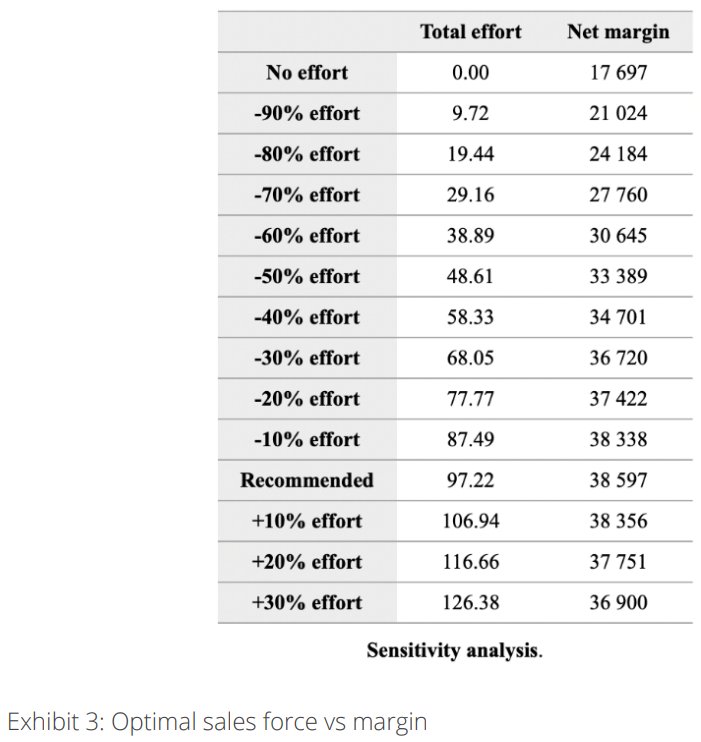 Total effort Net margin
No effort 0.00 17 697
-90% effort 9.72 21 024
-80% effort 19.44 24 184
-70% effort 29.16 27 760
-60% effort 38.89 30 645
-50% effort 48.61 33 389
-40% effort 58.33 34 701
-30% effort 68.05 36 720
-20% effort 77.77 37 422
-10% effort 87.49 38 338
Recommended 97.22 38 597
+10% effort 106.94 38 356
+20% effort 116.66 37 751
+30% effort 126.38 36 900
Sensitivity analysis.
Exhibit 3: Optimal sales force vs margin